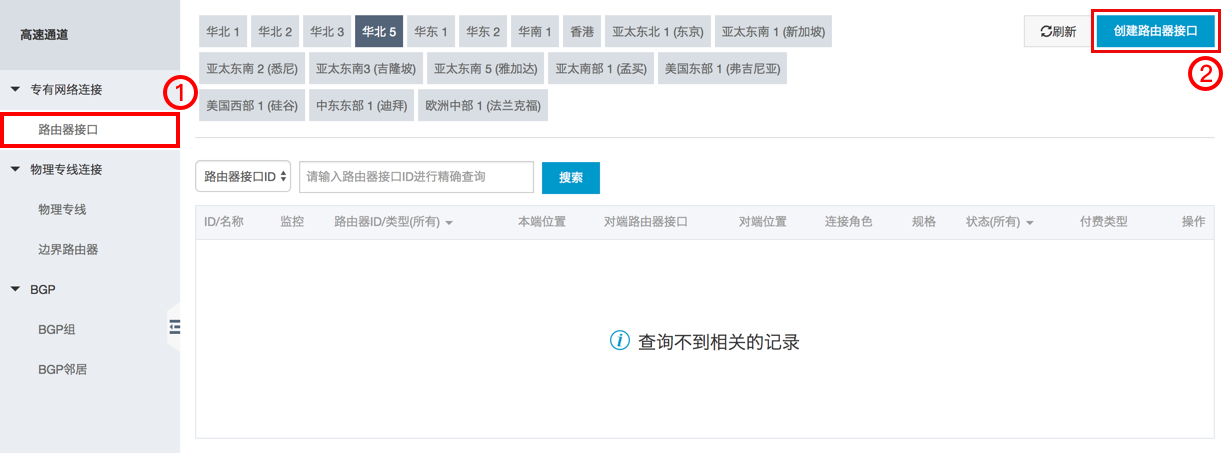 高速通道
专有网络连接
①
路由器接口
物理专线连接
物理专线
边界路由器
BGP
BGP组
BGP邻居
华北 1 华北 2 华北 3 华北 5 华东 1 华东 2 华南 1 香港 亚太东北 1 (东京) 亚太东南 1 (新加坡)
刷新 创建路由器接口
②
亚太东南 2 (悉尼) 亚太东南3 (吉隆坡) 亚太东南 5 (雅加达) 亚太南部 1 (孟买) 美国东部 1 (弗吉尼亚)
美国西部 1 (硅谷) 中东东部 1 (迪拜) 欧洲中部 1 (法兰克福)
路由器接口ID 请输入路由器接口ID进行精确查询 搜索
ID/名称 监控 路由器ID/类型(所有) 本端位置 对端路由器接口 对端位置 连接角色 规格 状态(所有) 付费类型 操作
查询不到相关的记录